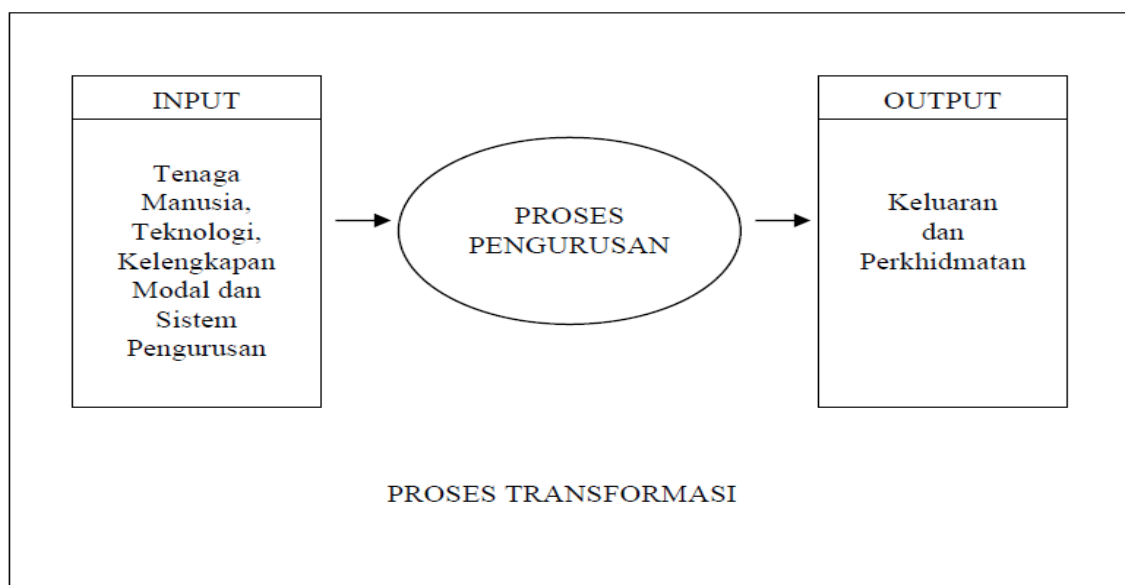 INPUT
Tenaga
Manusia,
Teknologi,
Kelengkapan
Modal dan
Sistem
Pengurusan
PROSES
PENGURUSAN
OUTPUT
Keluaran
dan
Perkhidmatan
PROSES TRANSFORMASI